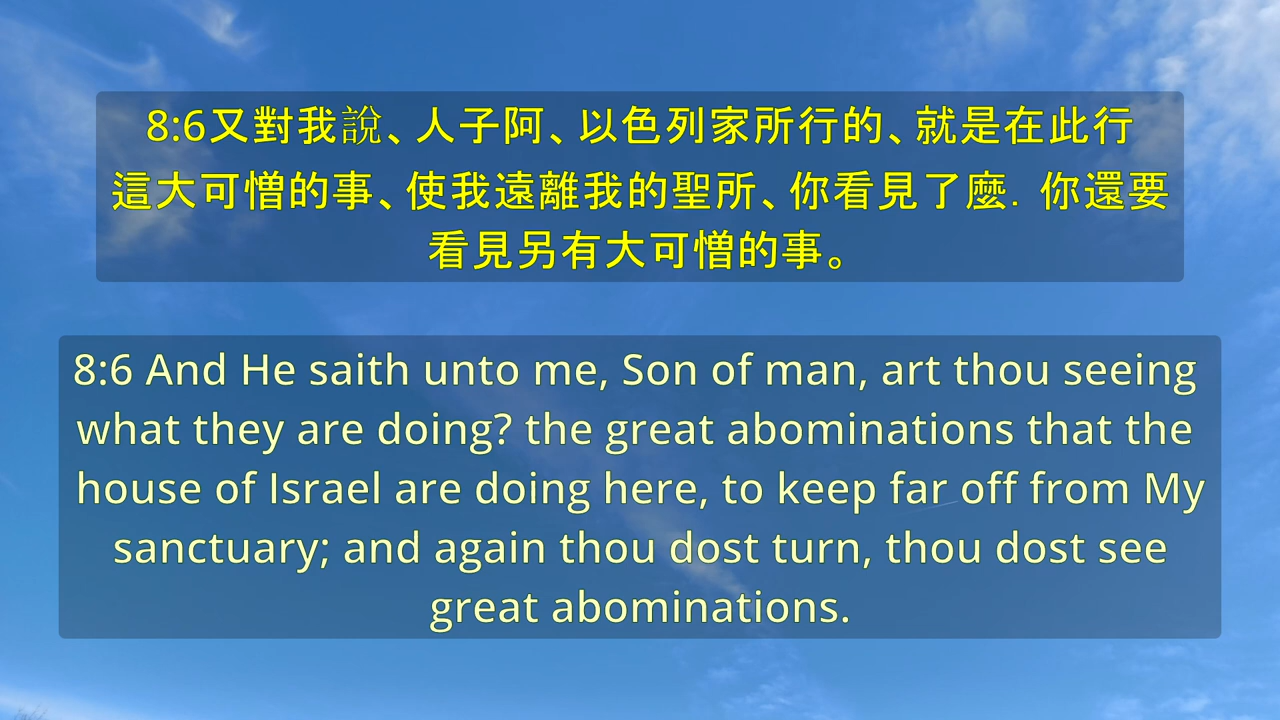 8:6又對我說、人子阿、以色列家所行的、就是在此行
這大可憎的事、使我遠離我的聖所、你看見了麼．你還要
看見另有大可憎的事。
8:6 And He saith unto me, Son of man, art thou seeing
what they are doing? the great abominations that the
house of Israel are doing here, to keep far off from My
sanctuary; and again thou dost turn, thou dost see
great abominations.